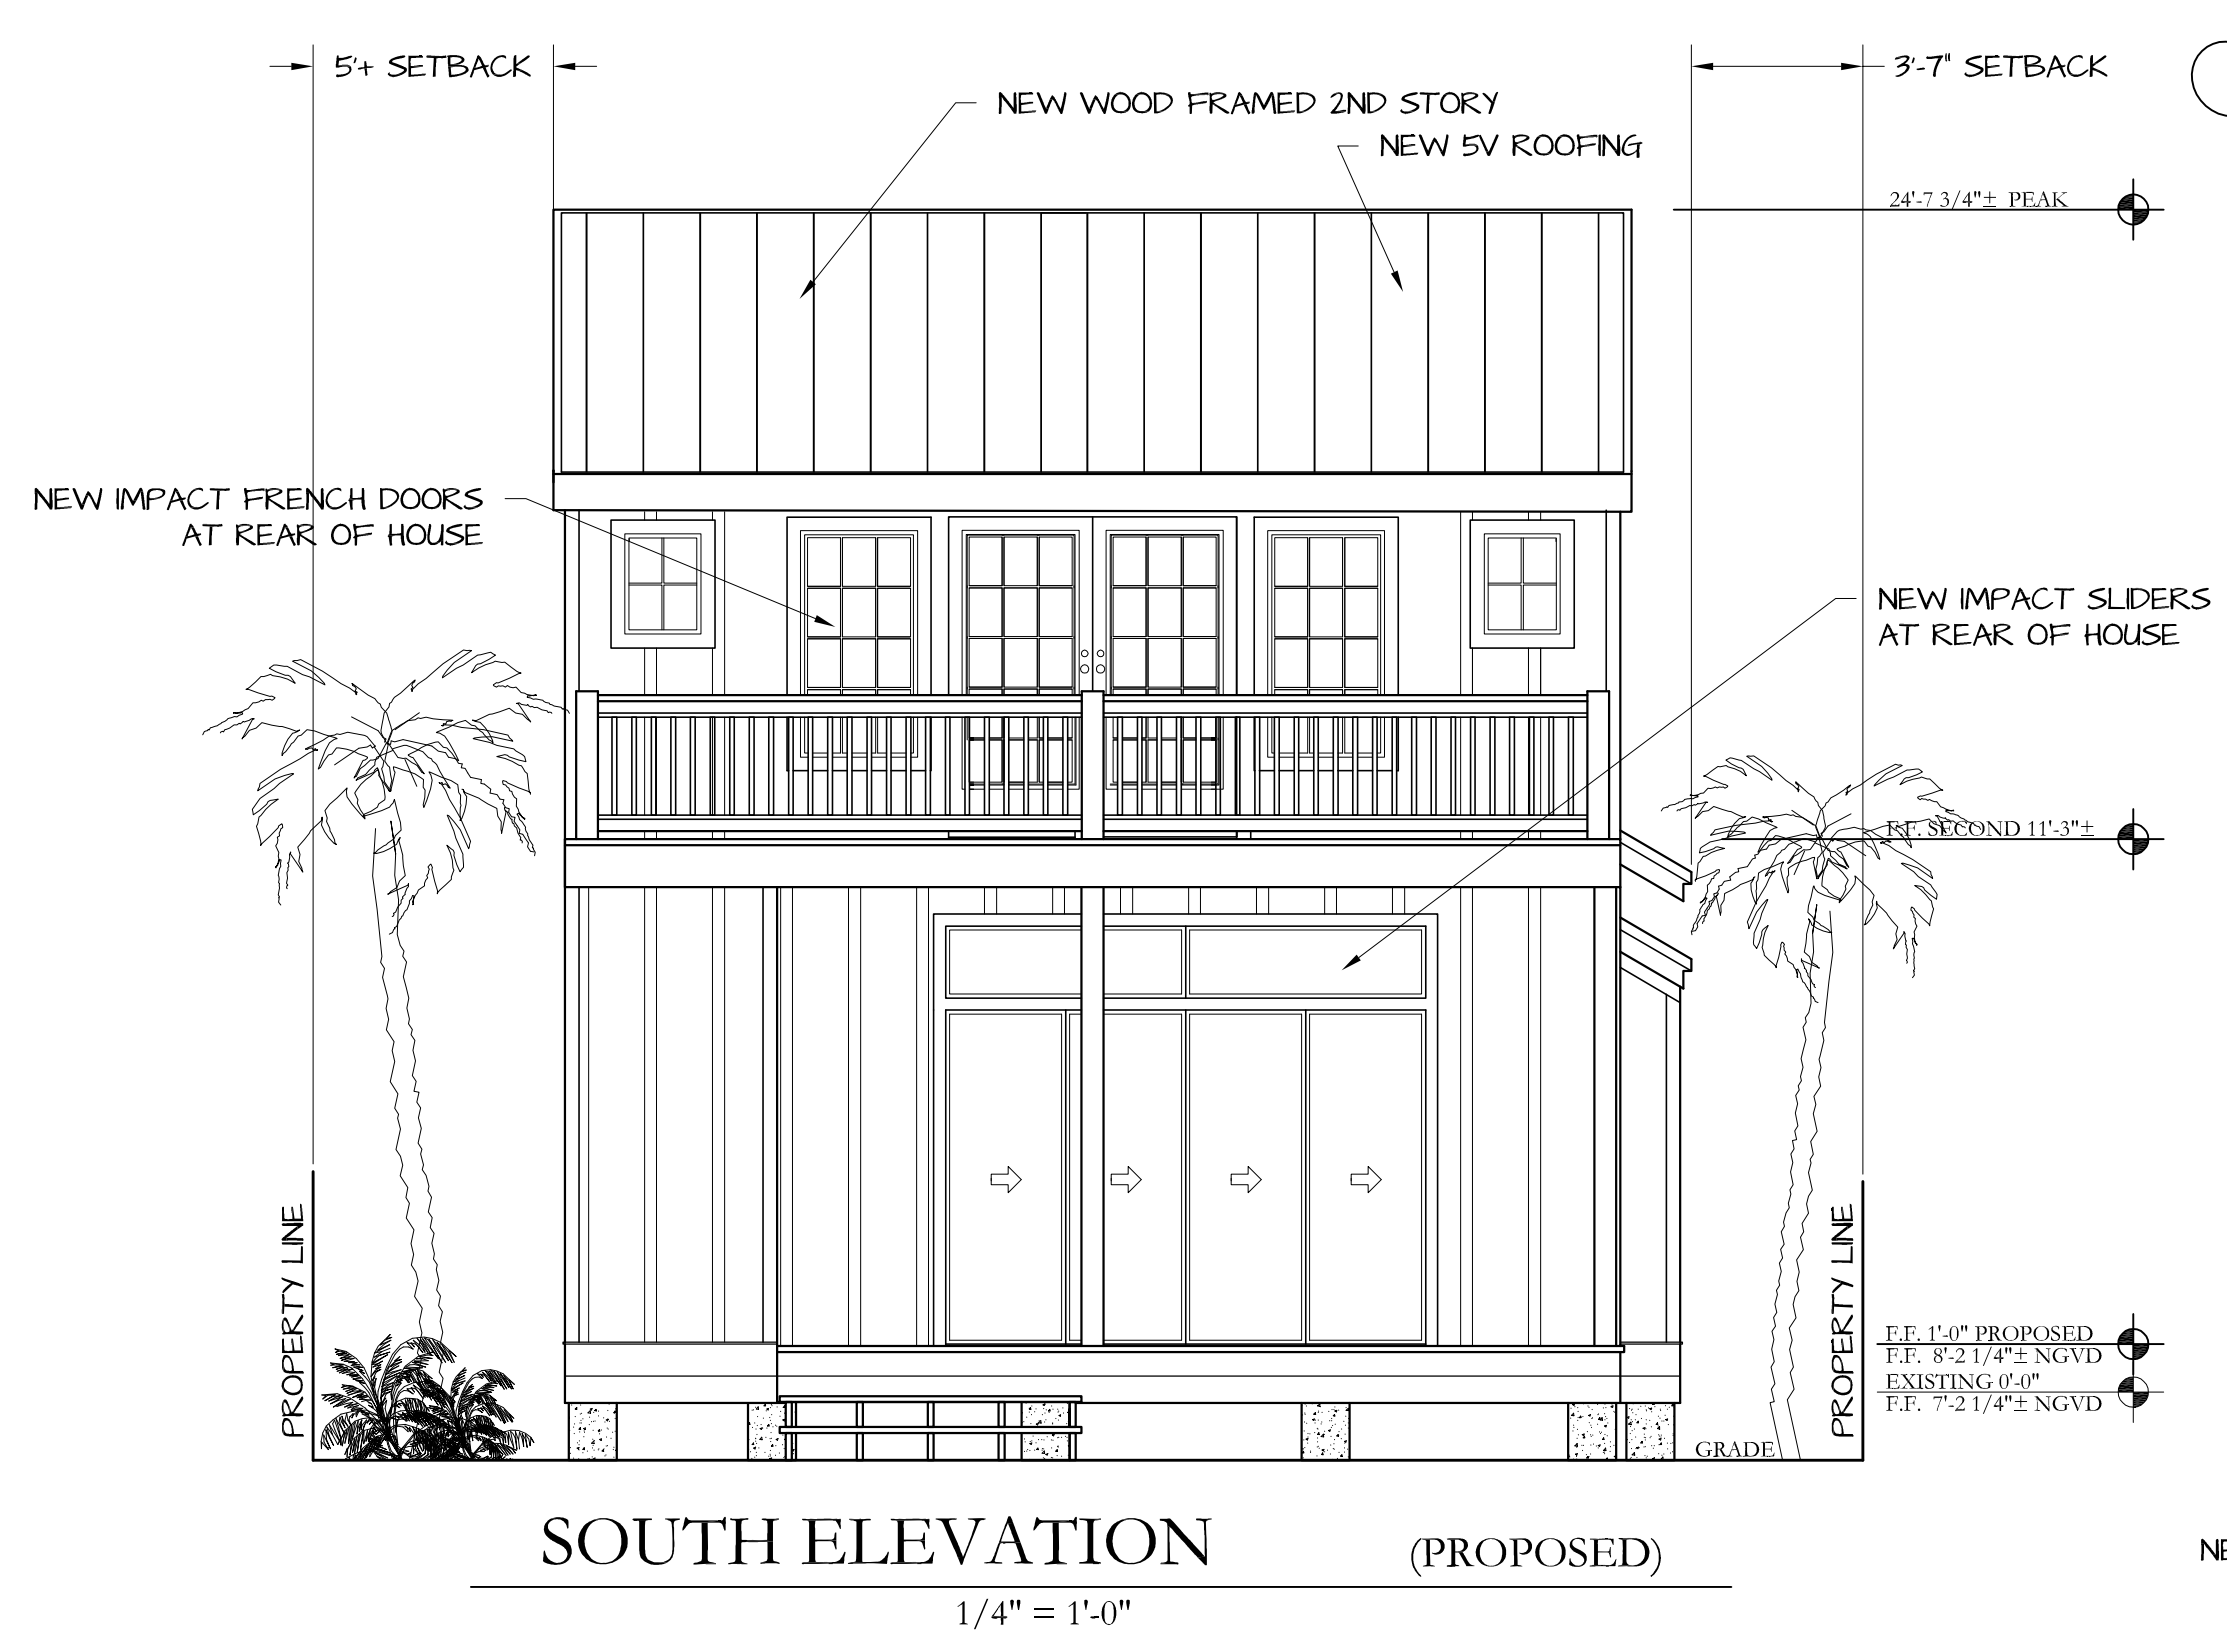 5'+ SETBACK
3'-7" SETBACK
NEW WOOD FRAMED 2ND STORY
NEW 5V ROOFING
24'-7 3/4"± PEAK
NEW IMPACT FRENCH DOORS
AT REAR OF HOUSE
NEW IMPACT SLIDERS
AT REAR OF HOUSE
F.F. SECOND 11'-3"±
PROPERTY LINE
PROPERTY LINE
F.F. 1'-0" PROPOSED
F.F. 8'-2 1/4"± NGVD
EXISTING 0'-0"
F.F. 7'-2 1/4"± NGVD
GRADE
SOUTH ELEVATION
(PROPOSED)
1/4" = 1'-0"